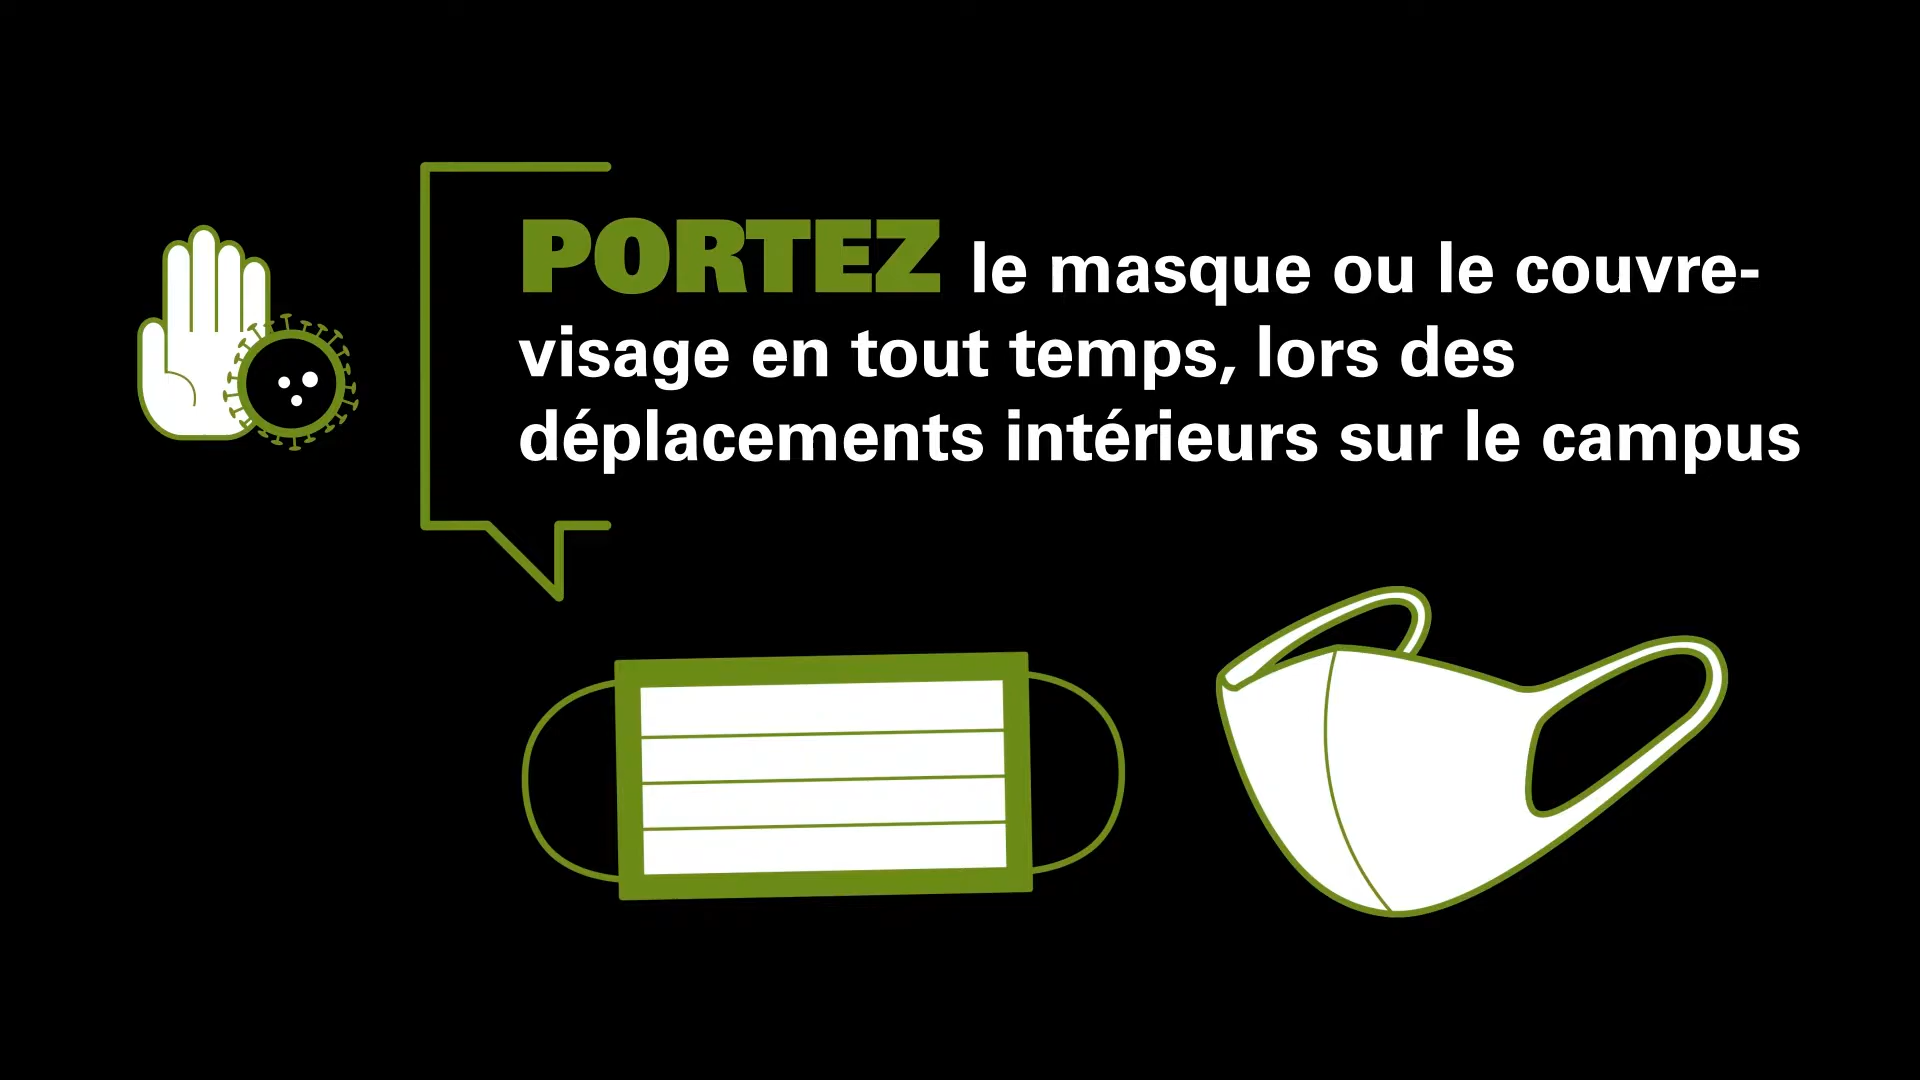 PORTEZ le masque ou le couvre-
visage en tout temps, lors des
déplacements intérieurs sur le campus